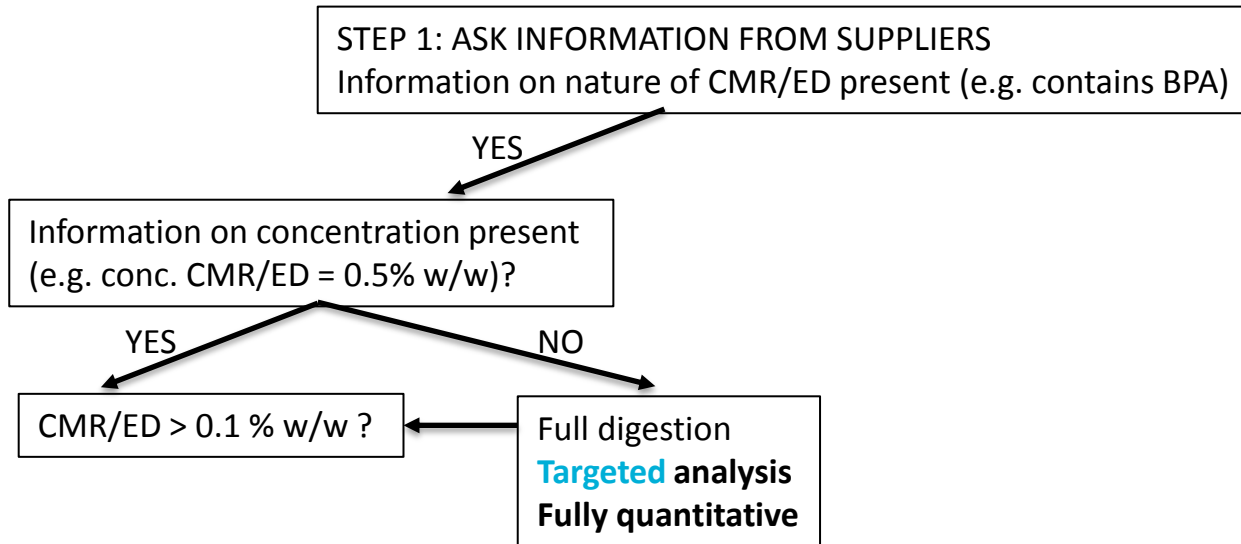 STEP 1: ASK INFORMATION FROM SUPPLIERS
Information on nature of CMR/ED present (e.g. contains BPA)
YES
Information on concentration present
(e.g. conc. CMR/ED = 0.5% w/w)?
YES
NO
CMR/ED > 0.1 % w/w ?
Full digestion
Targeted analysis
Fully quantitative